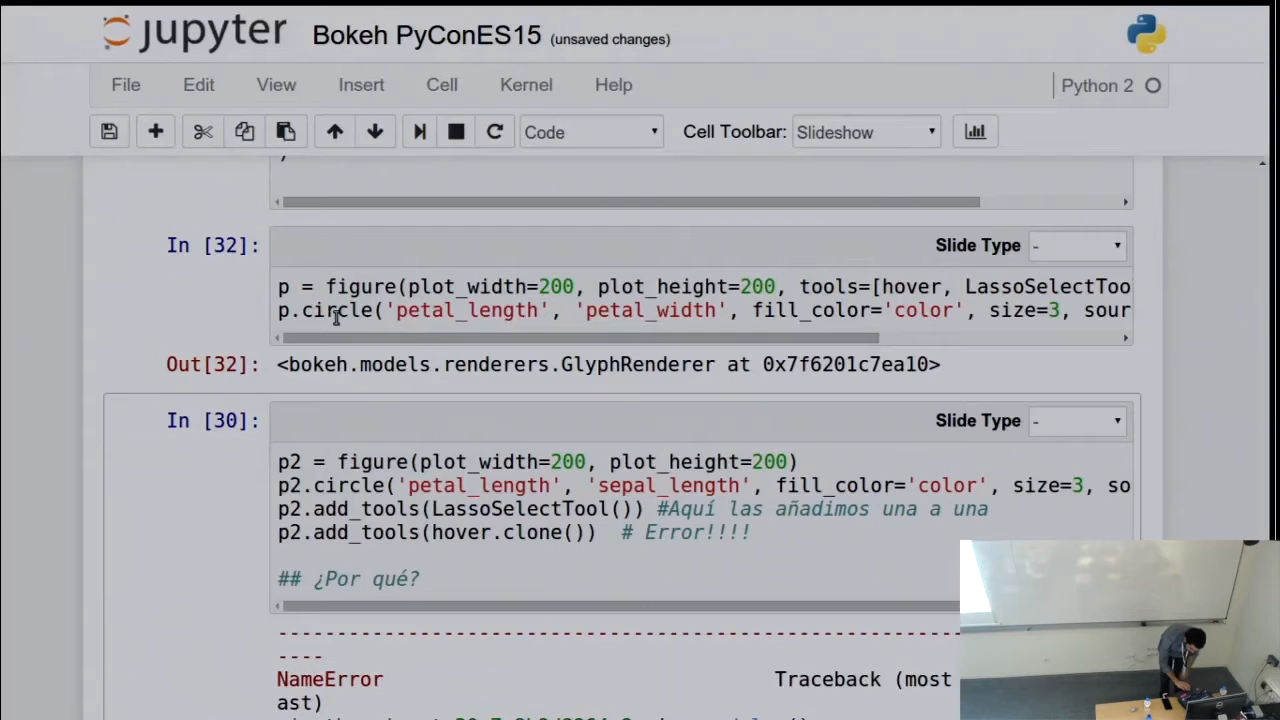 jupyter Bokeh PyConES15 (unsaved changes)
File Edit View Insert Cell Kernel Help Python 2
Code Cell Toolbar: Slideshow
)
In [32]: Slide Type -
p = figure(plot_width=200, plot_height=200, tools=[hover, LassoSelectToo
p.circle('petal_length', 'petal_width', fill_color='color', size=3, sour
Out[32]: <bokeh.models.renderers.GlyphRenderer at 0x7f6201c7ea10>
In [30]: Slide Type -
p2 = figure(plot_width=200, plot_height=200)
p2.circle('petal_length', 'sepal_length', fill_color='color', size=3, so
p2.add_tools(LassoSelectTool()) #Aquí las añadimos una a una
p2.add_tools(hover.clone()) # Error!!!!
## ¿Por qué?
----------------------------------------------------------
----
NameError Traceback (most
ast)